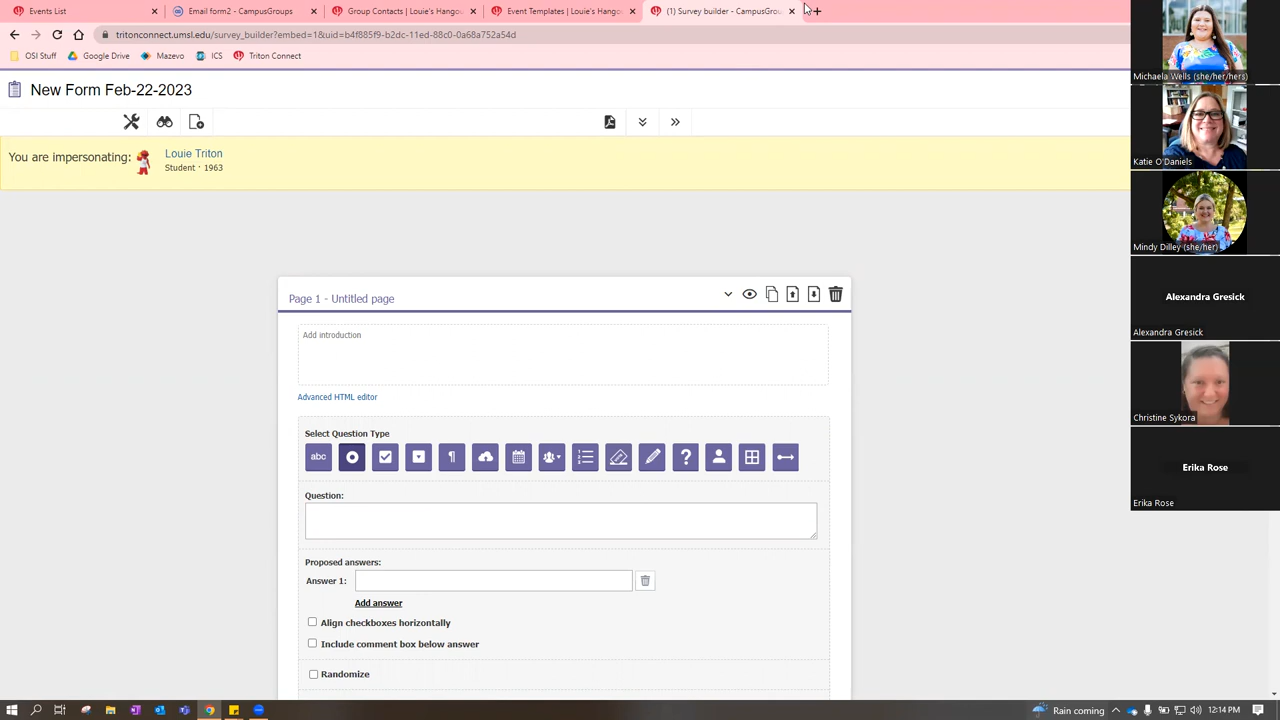 Events List
Email form2 - CampusGroups
Group Contacts | Louie's Hango
Event Templates | Louie's Hango
(1) Survey builder - CampusGrou
tritonconnect.umsl.edu/survey_builder?embed=1&uid=b4f885f9-b2dc-11ed-88c0-0a68a752a54d
OSI Stuff
Google Drive
Mazevo
ICS
Triton Connect
New Form Feb-22-2023
You are impersonating:
Louie Triton
Student · 1963
Page 1 - Untitled page
Add introduction
Advanced HTML editor
Select Question Type
abc
Question:
Proposed answers:
Answer 1:
Add answer
Align checkboxes horizontally
Include comment box below answer
Randomize
Michaela Wells (she/her/hers)
Katie O'Daniels
Mindy Dilley (she/her)
Alexandra Gresick
Alexandra Gresick
Christine Sykora
Erika Rose
Erika Rose
Rain coming
12:14 PM